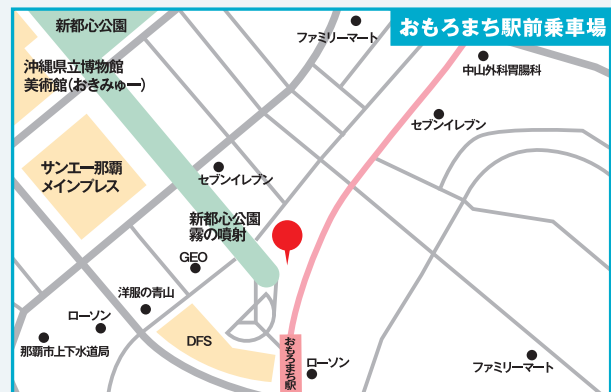 おもろまち駅前乗車場
新都心公園
ファミリーマート
沖縄県立博物館
美術館(おきみゅー)
中山外科胃腸科
セブンイレブン
サンエー那覇
メインプレス
セブンイレブン
新都心公園
霧の噴射
GEO
洋服の青山
ローソン
那覇市上下水道局
DFS
おもろまち駅
ローソン
ファミリーマート